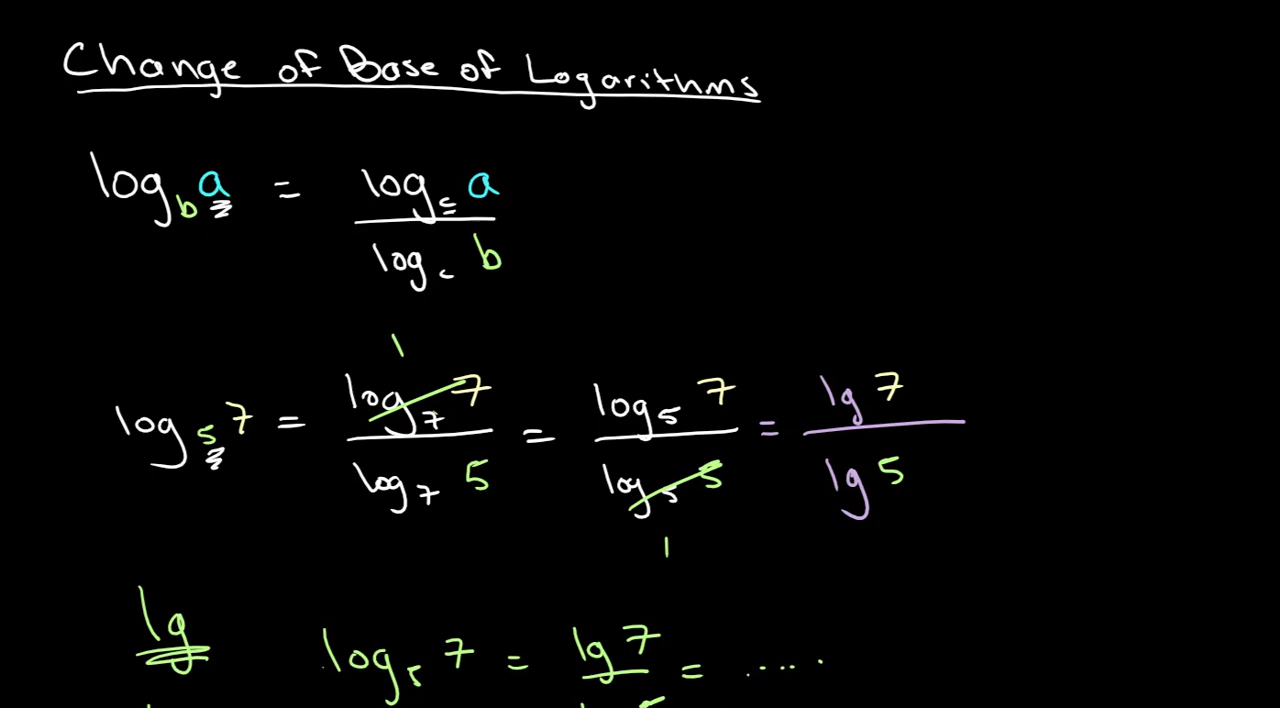 Change of Base of Logarithms
log_b a = log_c a / log_c b
log_5 7 = log_7 7 / log_7 5 = log_5 7 / log_5 5 = lg 7 / lg 5
1
1
lg
log_5 7 = lg 7 = .....